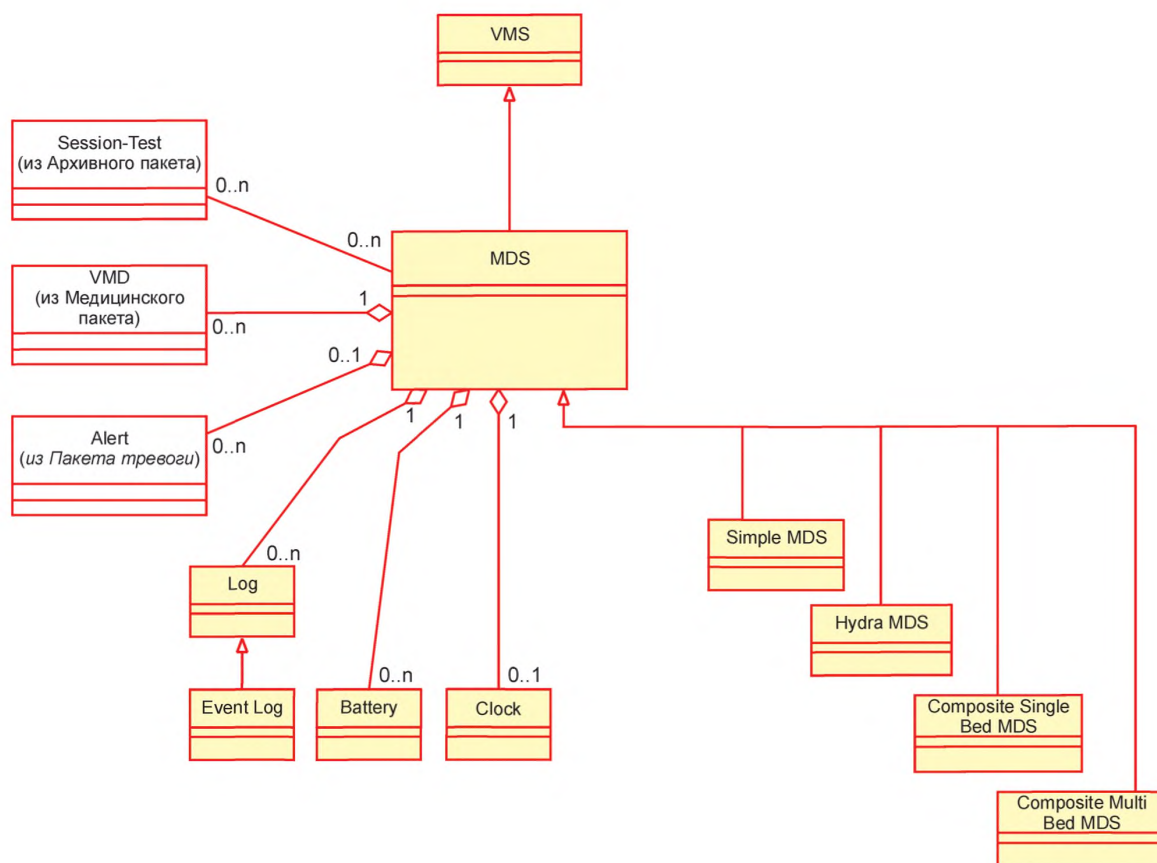 VMS
Session-Test
(из Архивного пакета)
0..n
0..n
MDS
VMD
(из Медицинского
пакета)
1
0..n
0..1
Alert
(из Пакета тревоги)
0..n
1
1
1
Simple MDS
0..n
Log
Hydra MDS
0..n
0..1
Event Log
Battery
Clock
Composite Single
Bed MDS
Composite Multi
Bed MDS